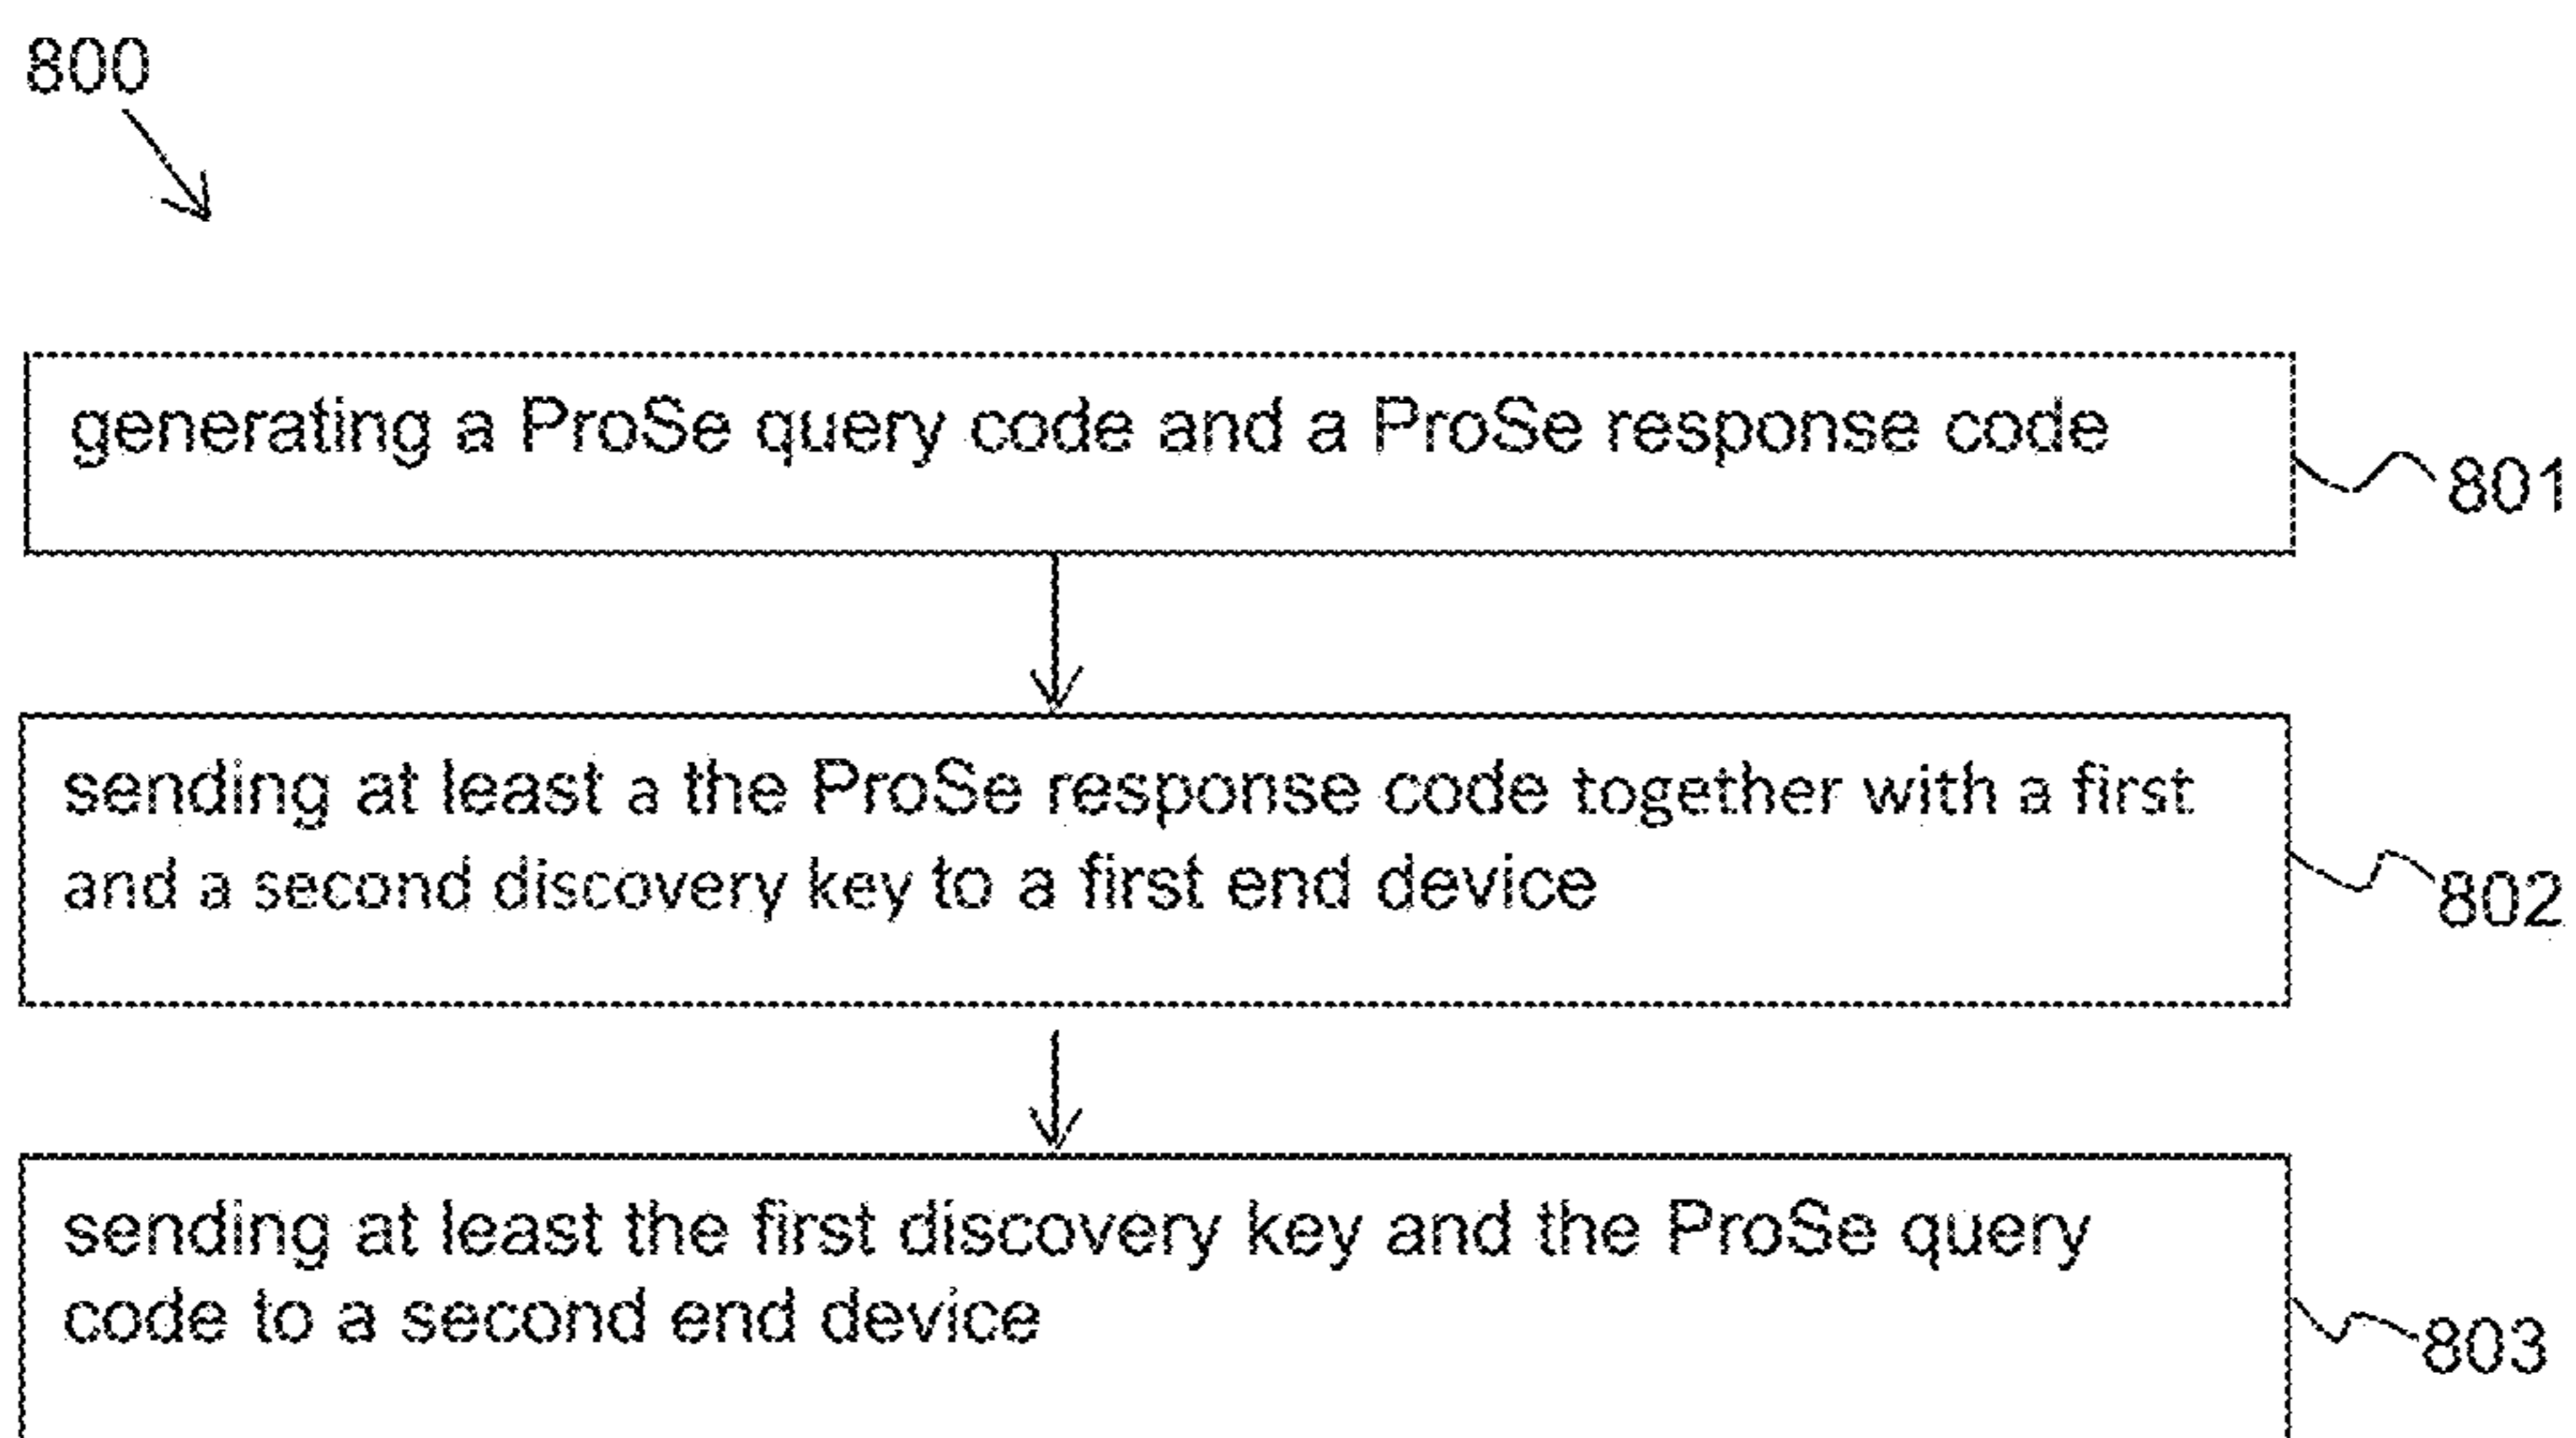 800
generating a ProSe query code and a ProSe response code
801
sending at least a the ProSe response code together with a first
and a second discovery key to a first end device
802
sending at least the first discovery key and the ProSe query
code to a second end device
803